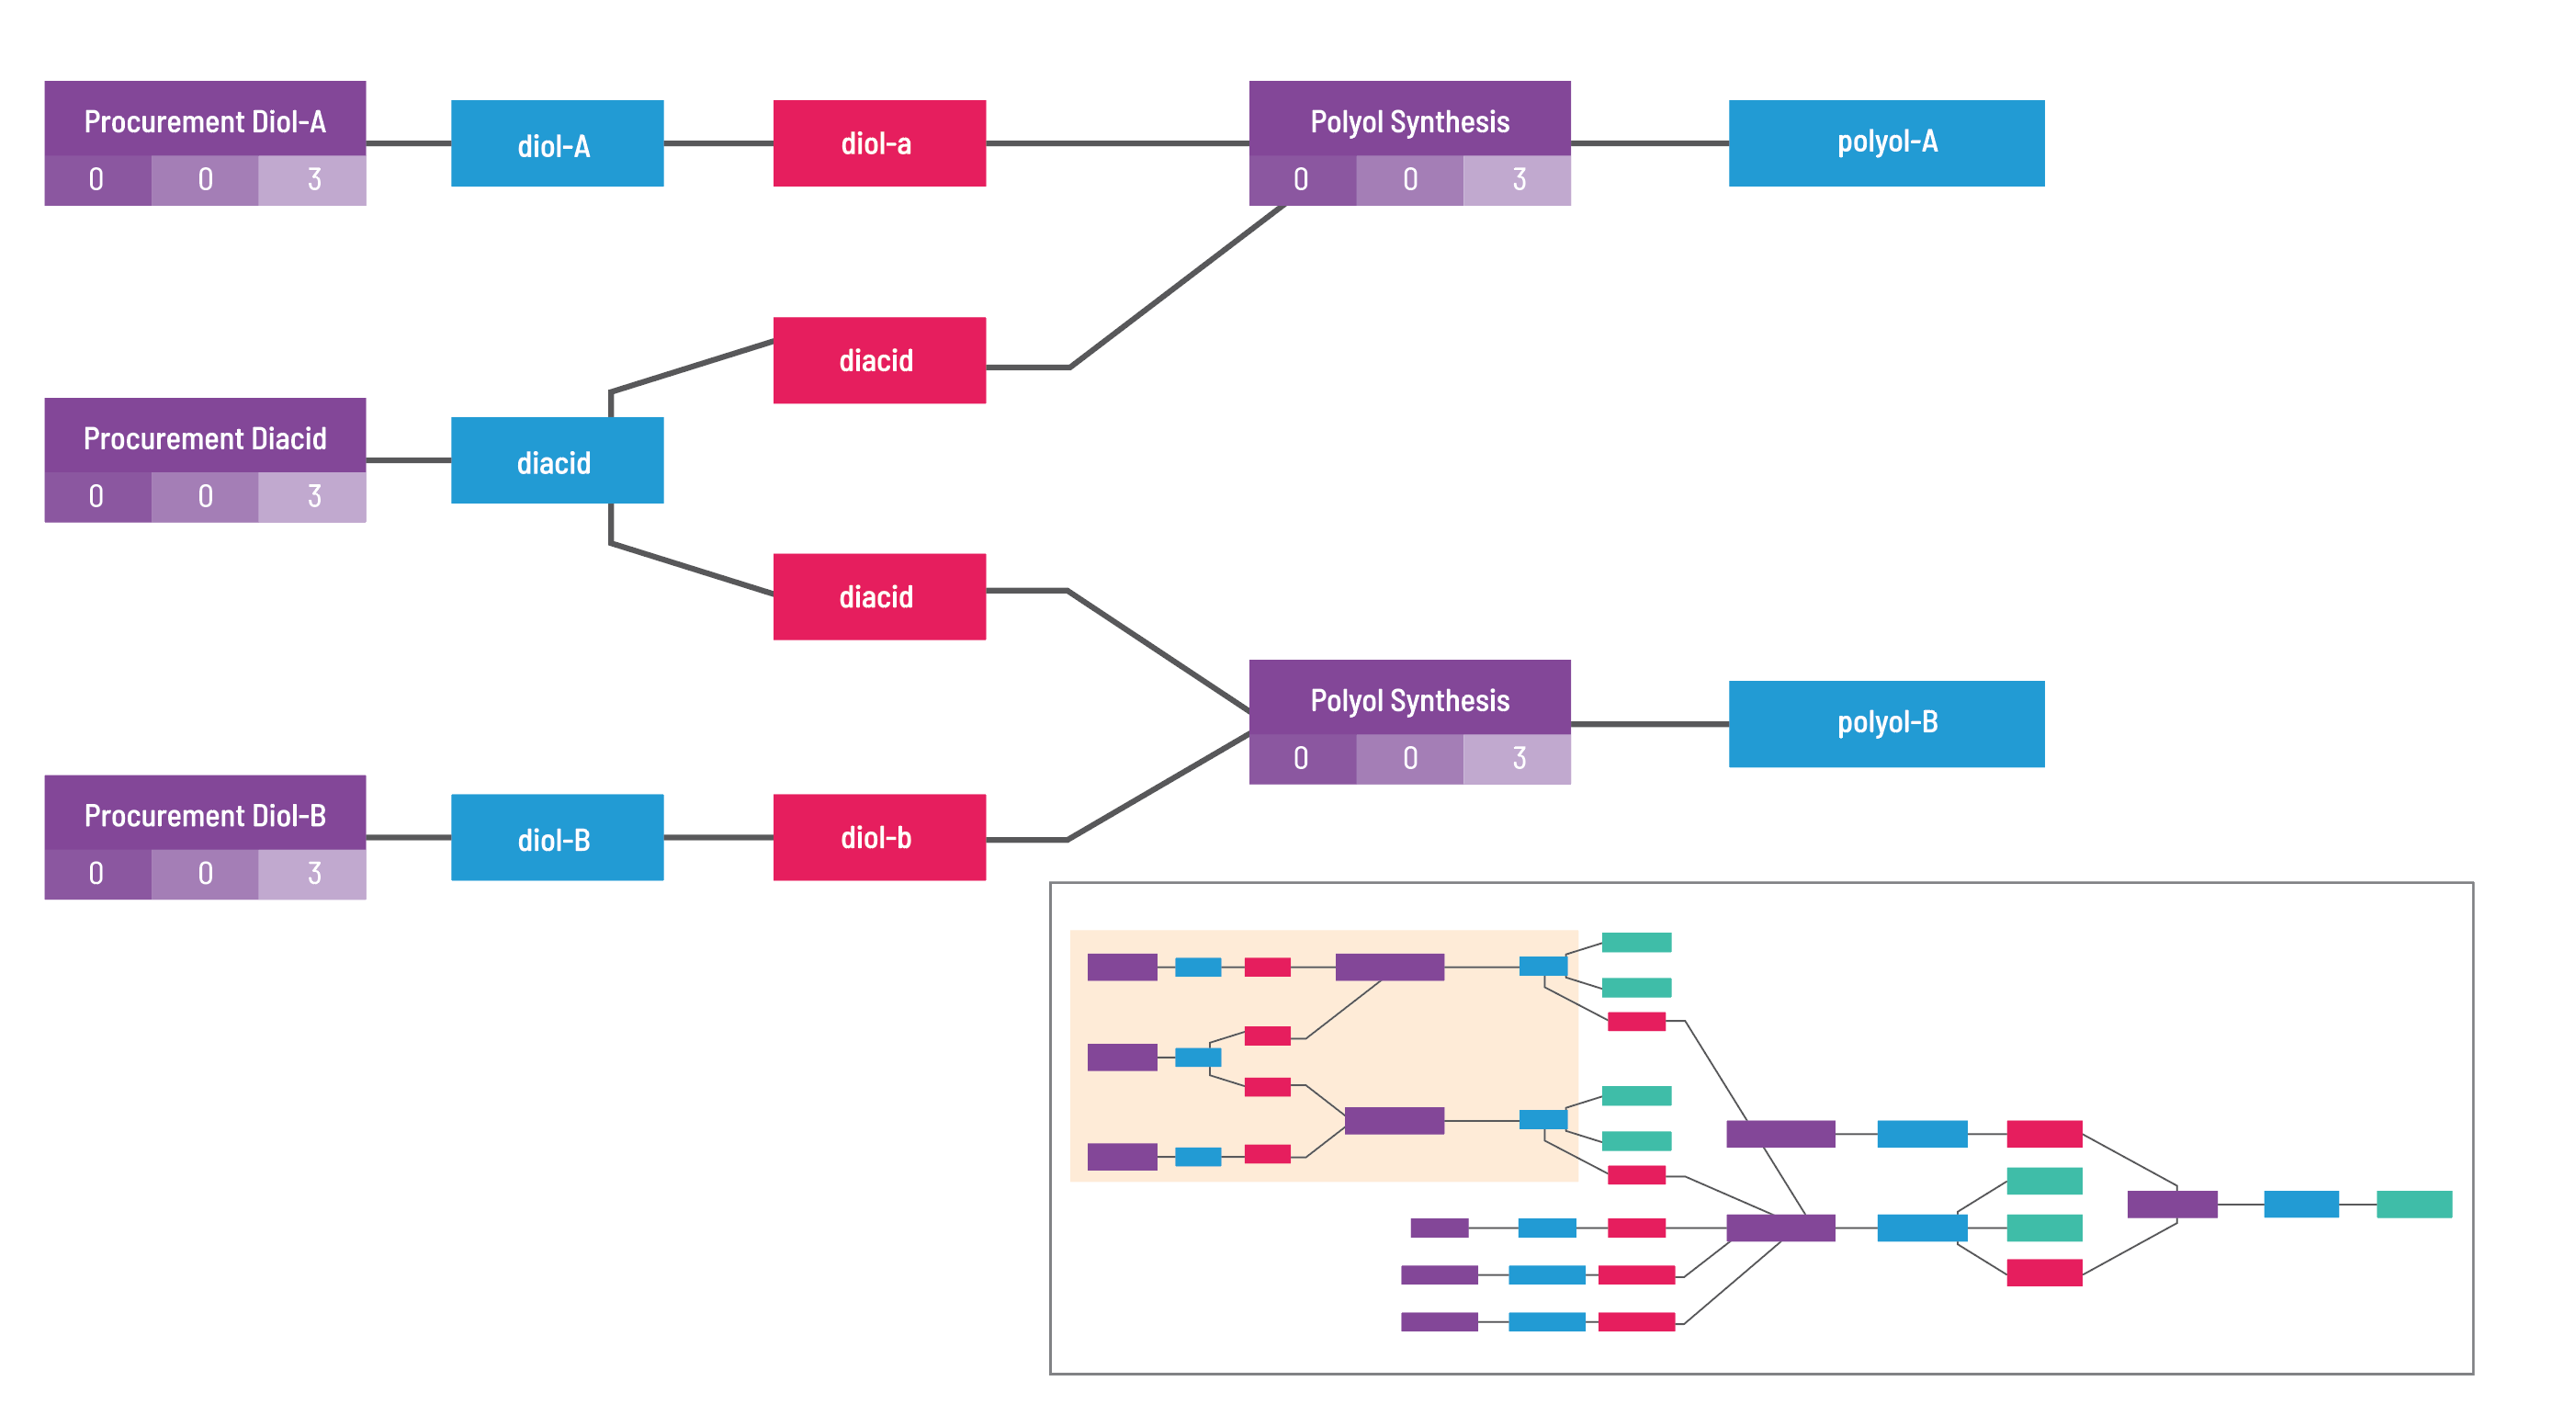 Procurement Diol-A
0 0 3
diol-A
diol-a
Polyol Synthesis
0 0 3
polyol-A
diacid
Procurement Diacid
0 0 3
diacid
diacid
Polyol Synthesis
0 0 3
polyol-B
Procurement Diol-B
0 0 3
diol-B
diol-b